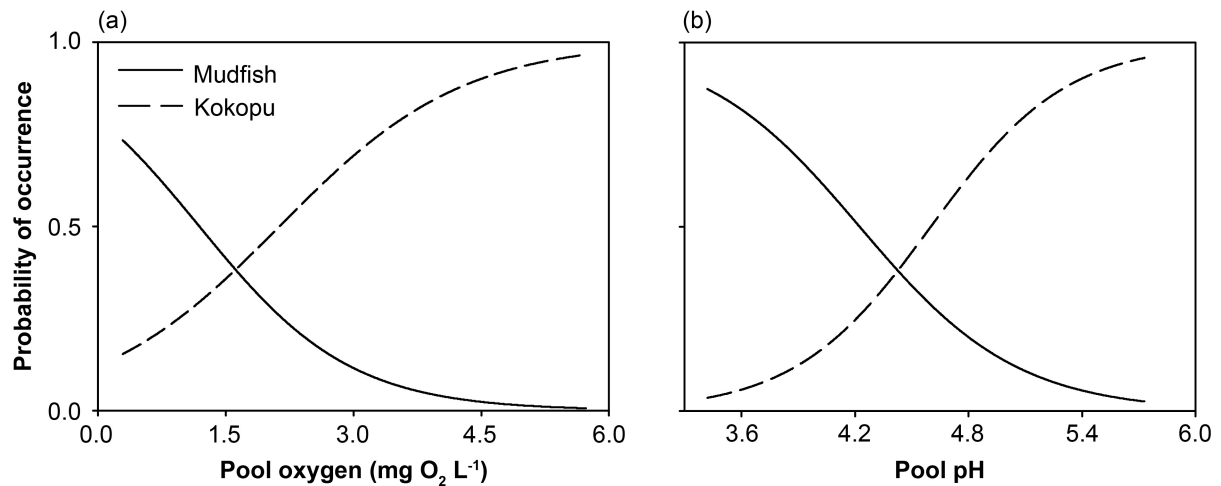 (a)
(b)
1.0
Mudfish
Kokopu
0.5
0.0
Probability of occurrence
0.0 1.5 3.0 4.5 6.0
3.6 4.2 4.8 5.4 6.0
Pool oxygen (mg O₂ L⁻¹)
Pool pH